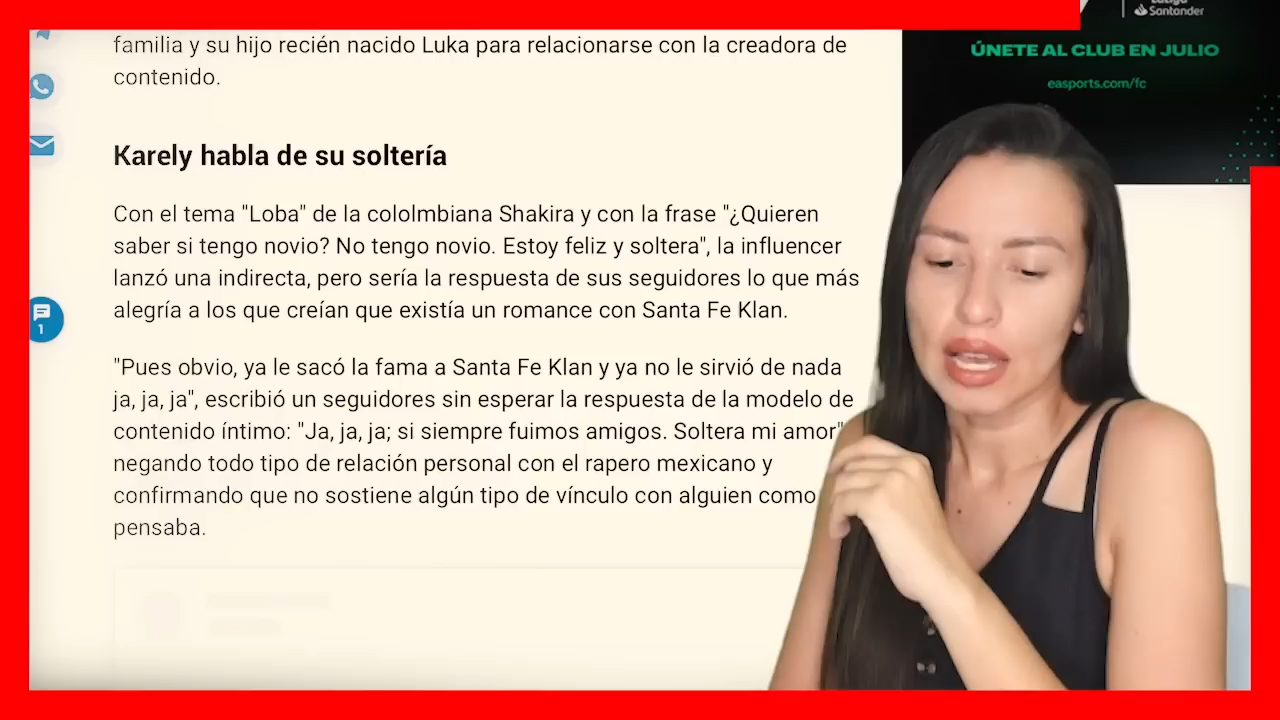 familia y su hijo recién nacido Luka para relacionarse con la creadora de
contenido.
Karely habla de su soltería
Con el tema "Loba" de la cololmbiana Shakira y con la frase "¿Quieren
saber si tengo novio? No tengo novio. Estoy feliz y soltera", la influencer
lanzó una indirecta, pero sería la respuesta de sus seguidores lo que más
alegría a los que creían que existía un romance con Santa Fe Klan.
"Pues obvio, ya le sacó la fama a Santa Fe Klan y ya no le sirvió de nada
ja, ja, ja", escribió un seguidores sin esperar la respuesta de la modelo de
contenido íntimo: "Ja, ja, ja; si siempre fuimos amigos. Soltera mi amor"
negando todo tipo de relación personal con el rapero mexicano y
confirmando que no sostiene algún tipo de vínculo con alguien como
pensaba.
1
Santander
ÚNETE AL CLUB EN JULIO
easports.com/fc